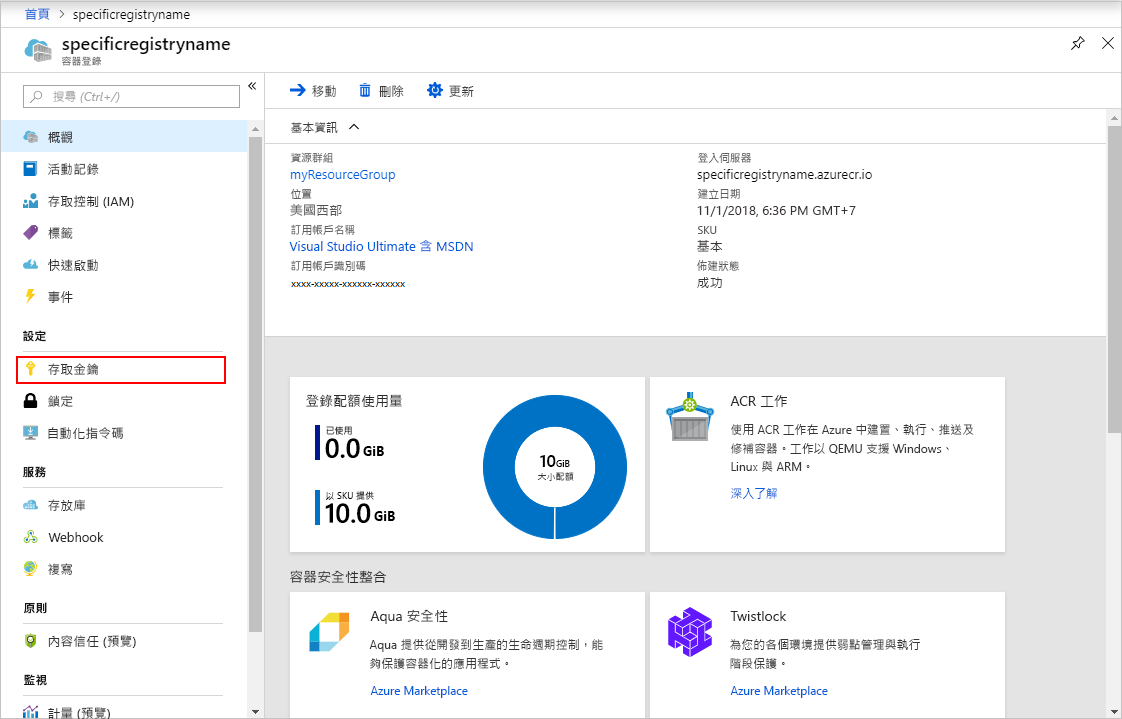 首頁 > specificregistryname
specificregistryname
容器登錄
搜尋 (Ctrl+/)
概觀
活動記錄
存取控制 (IAM)
標籤
快速啟動
事件
設定
存取金鑰
鎖定
自動化指令碼
服務
存放庫
Webhook
複寫
原則
內容信任 (預覽)
監視
計量 (預覽)
移動
刪除
更新
基本資訊
資源群組
myResourceGroup
位置
美國西部
訂用帳戶名稱
Visual Studio Ultimate 含 MSDN
訂用帳戶識別碼
xxxx-xxxxx-xxxxxx-xxxxxx
登入伺服器
specificregistryname.azurecr.io
建立日期
11/1/2018, 6:36 PM GMT+7
SKU
基本
佈建狀態
成功
登錄配額使用量
已使用
0.0 GiB
以 SKU 提供
10.0 GiB
10GiB
大小配額
ACR 工作
使用 ACR 工作在 Azure 中建置、執行、推送及
修補容器。工作以 QEMU 支援 Windows、
Linux 與 ARM。
深入了解
容器安全性整合
Aqua 安全性
Aqua 提供從開發到生產的生命週期控制，能
夠保護容器化的應用程式。
Azure Marketplace
Twistlock
為您的各個環境提供弱點管理與執行
階段保護。
Azure Marketplace